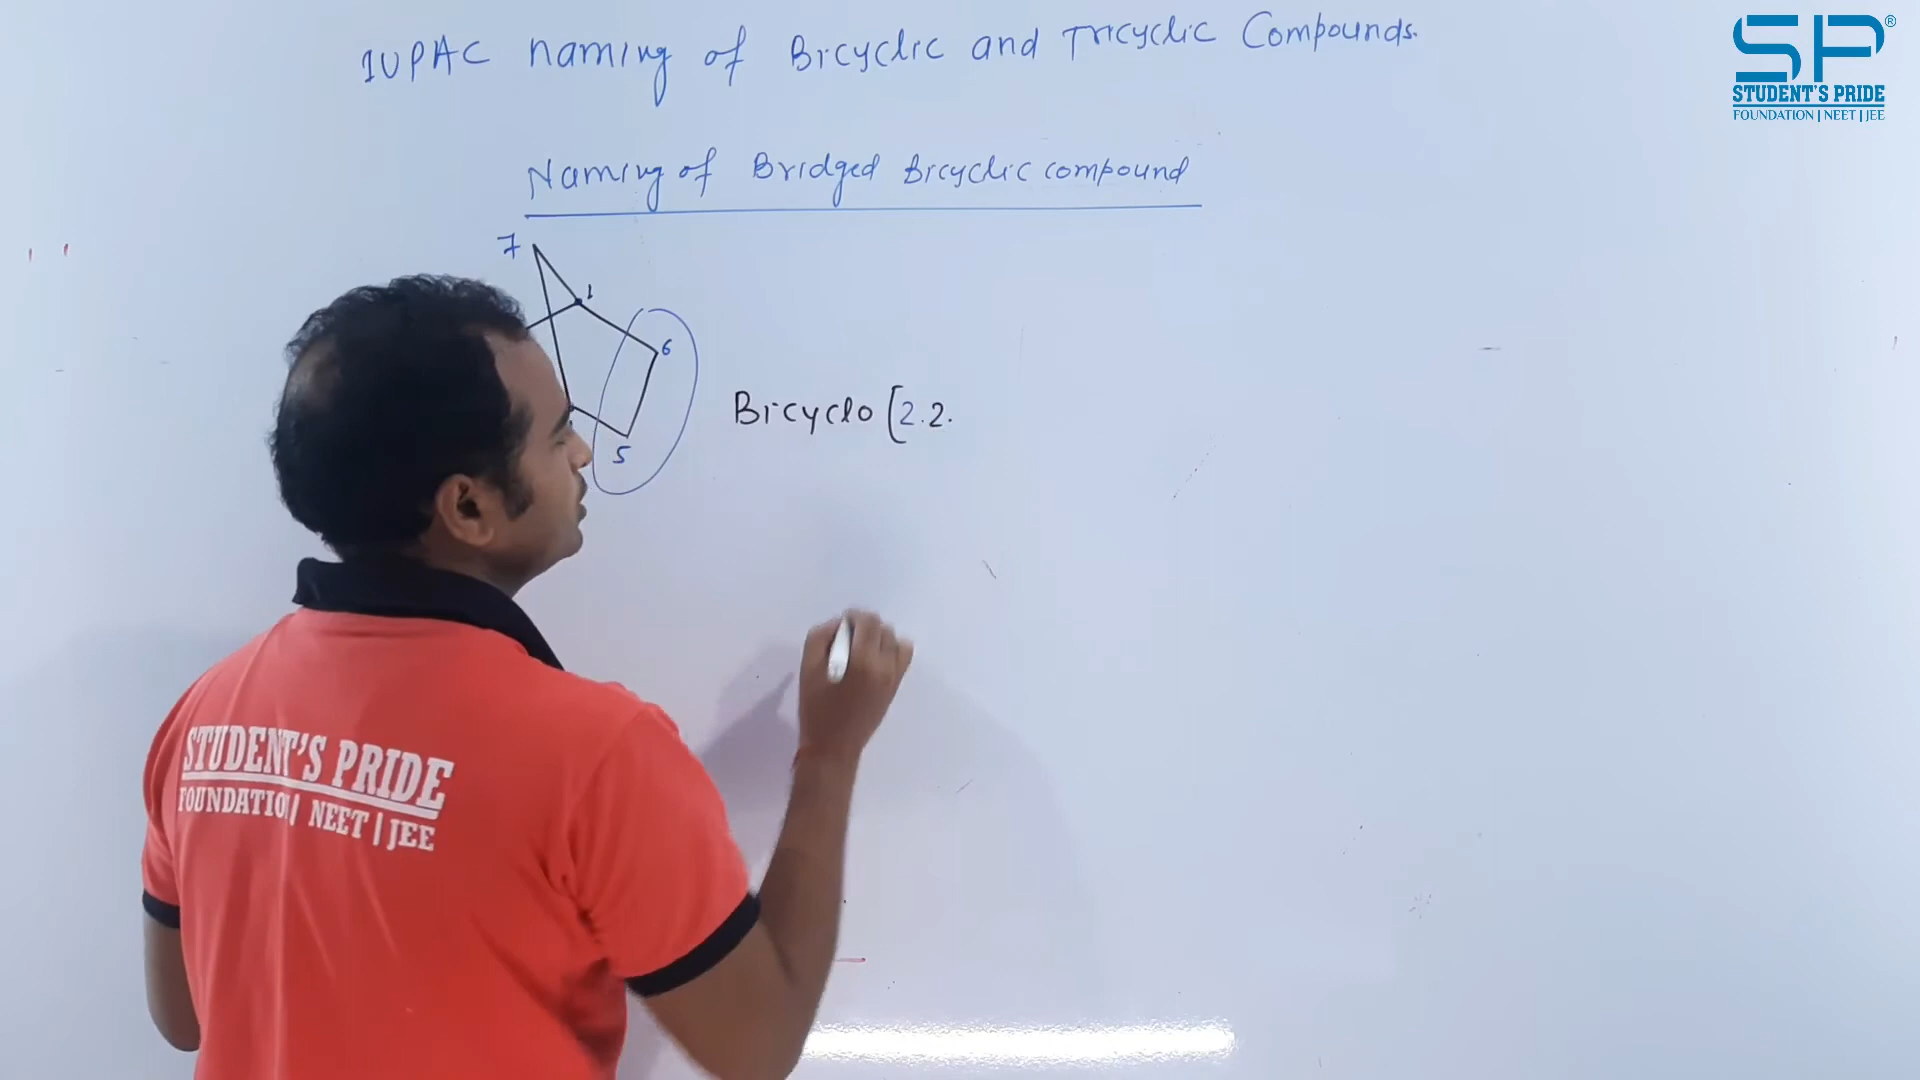 IUPAC naming of Bicyclic and Tricyclic Compounds.
SP®
STUDENT'S PRIDE
FOUNDATION | NEET | JEE
Naming of Bridged Bicyclic compound
7
1
6
Bicyclo [2.2.
5
STUDENT'S PRIDE
FOUNDATION | NEET | JEE